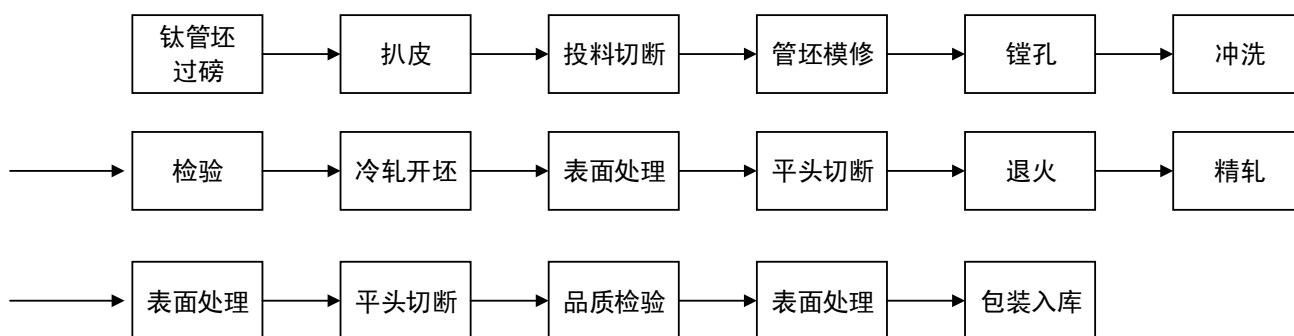 钛管坯
过磅
扒皮
投料切断
管坯模修
镗孔
冲洗
检验
冷轧开坯
表面处理
平头切断
退火
精轧
表面处理
平头切断
品质检验
表面处理
包装入库